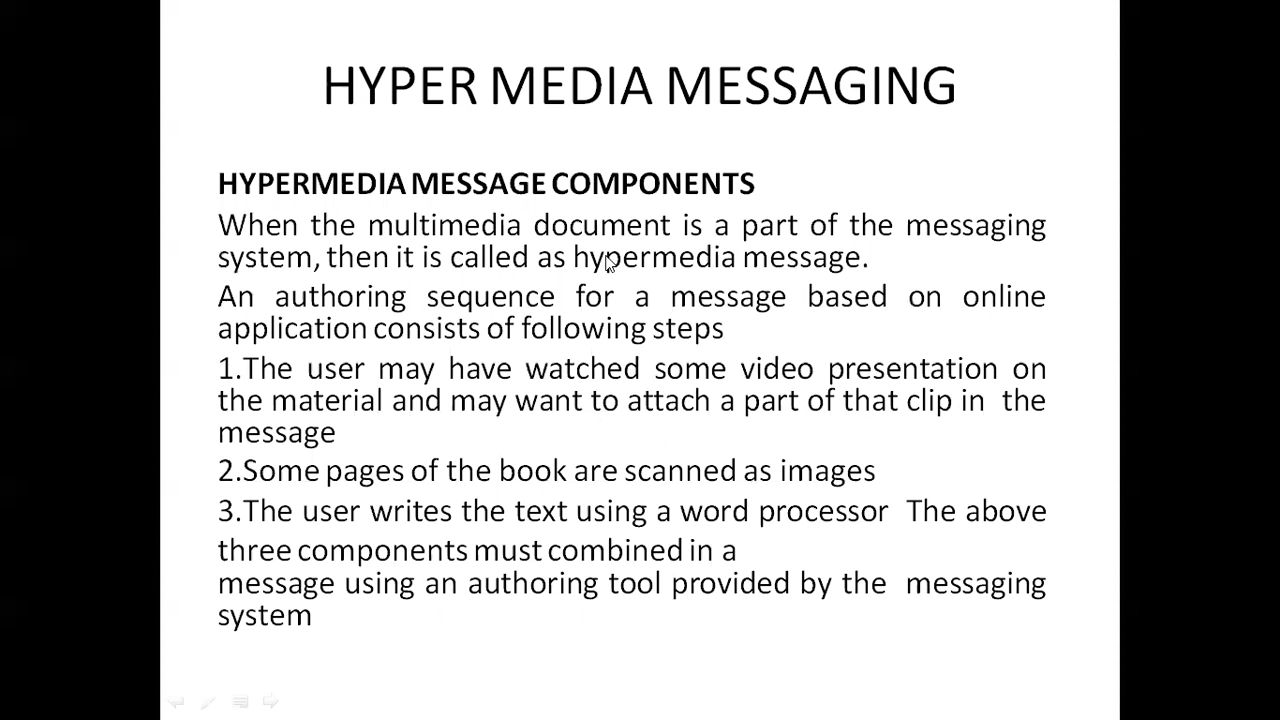 HYPER MEDIA MESSAGING
HYPERMEDIA MESSAGE COMPONENTS
When the multimedia document is a part of the messaging
system, then it is called as hypermedia message.
An authoring sequence for a message based on online
application consists of following steps
1.The user may have watched some video presentation on
the material and may want to attach a part of that clip in the
message
2.Some pages of the book are scanned as images
3.The user writes the text using a word processor The above
three components must combined in a
message using an authoring tool provided by the messaging
system